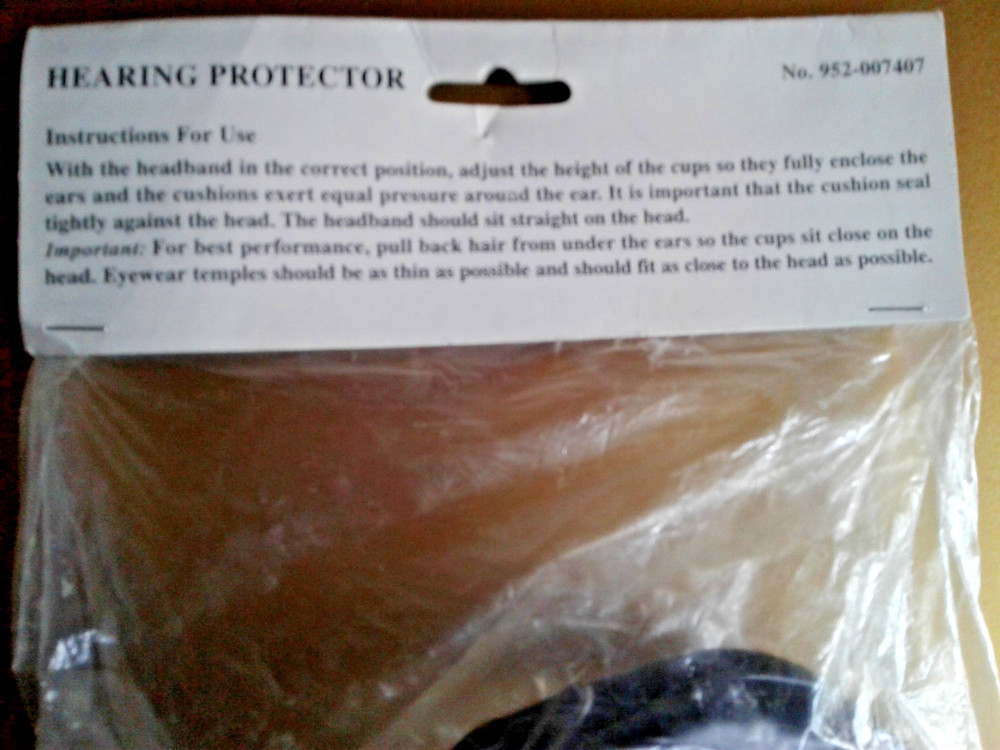 HEARING PROTECTOR
No. 952-007407
Instructions For Use
With the headband in the correct position, adjust the height of the cups so they fully enclose the
ears and the cushions exert equal pressure around the ear. It is important that the cushion seal
tightly against the head. The headband should sit straight on the head.
Important: For best performance, pull back hair from under the ears so the cups sit close on the
head. Eyewear temples should be as thin as possible and should fit as close to the head as possible.